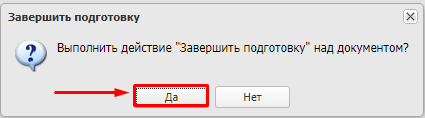 Завершить подготовку
Выполнить действие "Завершить подготовку" над документом?
Да
Нет